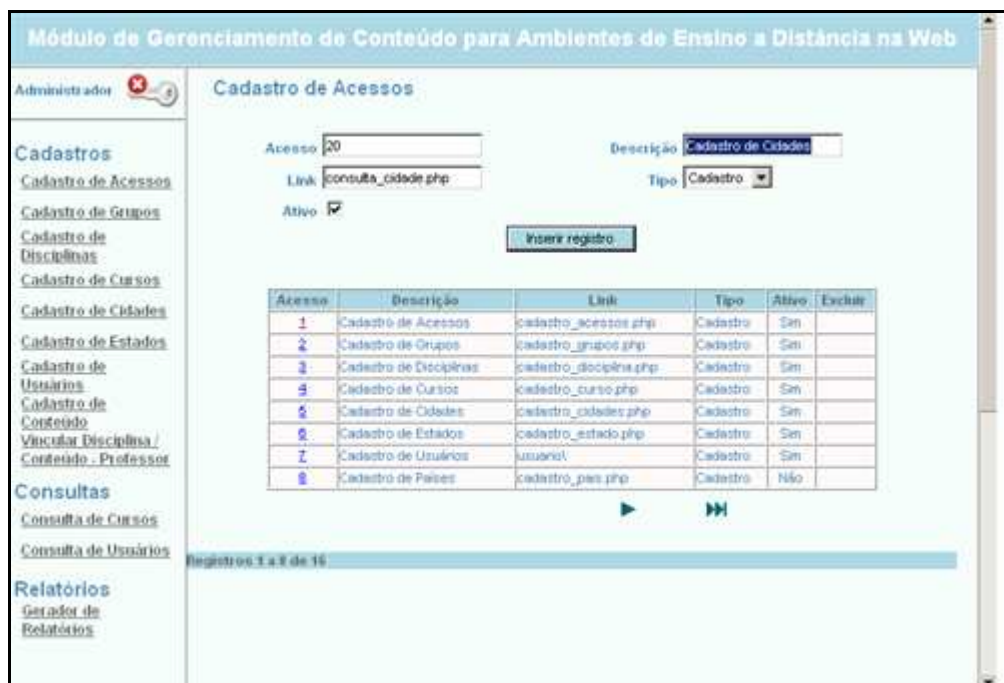 Módulo de Gerenciamento de Conteúdo para Ambientes de Ensino a Distância na Web
Administrador
Cadastros
Cadastro de Acessos
Cadastro de Grupos
Cadastro de
Disciplinas
Cadastro de Cursos
Cadastro de Cidades
Cadastro de Estados
Cadastro de
Usuários
Cadastro de
Conteúdo
Vincular Disciplina /
Conteúdo - Professor
Consultas
Consulta de Cursos
Consulta de Usuários
Relatórios
Gerador de
Relatórios
Cadastro de Acessos
Acesso 20 Descrição Cadastro de Cidades
Link consulta_cidade.php Tipo Cadastro
Ativo
Inserir registro
Acesso Descrição Link Tipo Ativo Excluir
1 Cadastro de Acessos cadastro_acessos.php Cadastro Sim
2 Cadastro de Grupos cadastro_grupos.php Cadastro Sim
3 Cadastro de Disciplinas cadastro_disciplina.php Cadastro Sim
4 Cadastro de Cursos cadastro_curso.php Cadastro Sim
5 Cadastro de Cidades cadastro_cidades.php Cadastro Sim
6 Cadastro de Estados cadastro_estado.php Cadastro Sim
7 Cadastro de Usuários usuario\ Cadastro Sim
8 Cadastro de Países cadastro_pais.php Cadastro Não
Registros 1 a 8 de 16